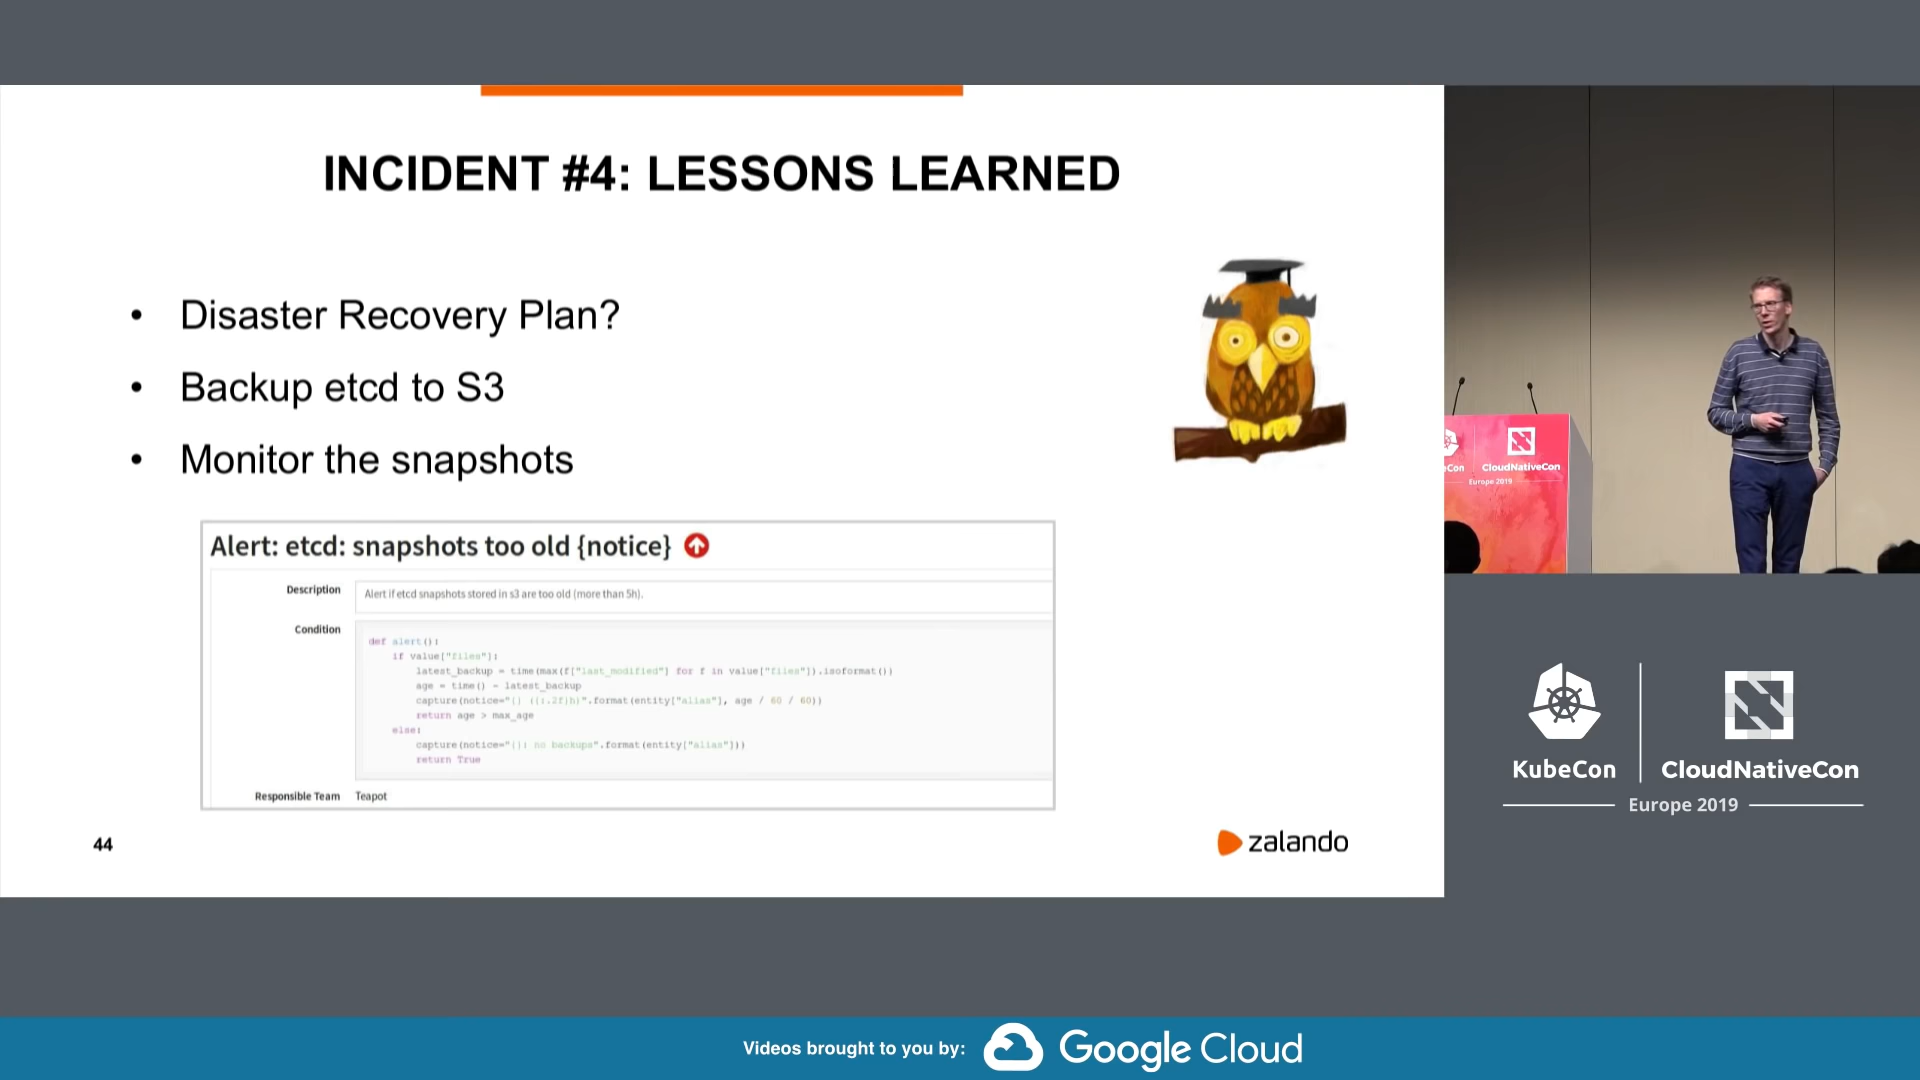 INCIDENT #4: LESSONS LEARNED
• Disaster Recovery Plan?
• Backup etcd to S3
• Monitor the snapshots
Alert: etcd: snapshots too old {notice}
Description Alert if etcd snapshots stored in s3 are too old (more than 5h).
Condition
def alert():
if value["files"]:
latest_backup = time(max(f["last_modified"] for f in value["files"]).isoformat())
age = time() - latest_backup
capture(notice="{} ({:.2f}h)".format(entity["alias"], age / 60 / 60))
return age > max_age
else:
capture(notice="{}: no backups".format(entity["alias"]))
return True
Responsible Team Teapot
44
zalando
Con
CloudNativeCon
Europe 2019
KubeCon
CloudNativeCon
Europe 2019
Videos brought to you by: Google Cloud